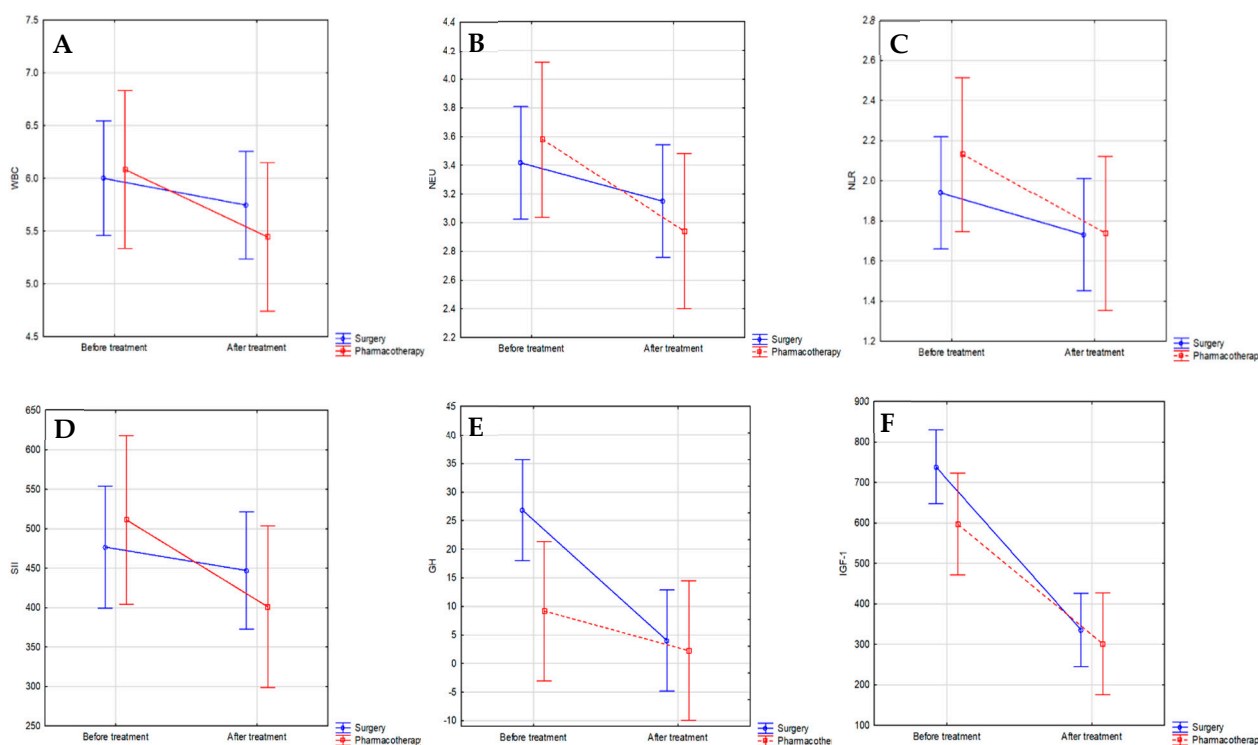 A
7.5
7.0
6.5
6.0
5.5
5.0
4.5
WBC
Before treatment After treatment
Surgery
Pharmacotherapy
B
4.4
4.2
4.0
3.8
3.6
3.4
3.2
3.0
2.8
2.6
2.4
2.2
NEU
Before treatment After treatment
Surgery
Pharmacotherapy
C
2.8
2.6
2.4
2.2
2.0
1.8
1.6
1.4
1.2
NLR
Before treatment After treatment
Surgery
Pharmacotherapy
D
650
600
550
500
450
400
350
300
250
SII
Before treatment After treatment
Surgery
Pharmacotherapy
E
45
40
35
30
25
20
15
10
5
0
-5
-10
GH
Before treatment After treatment
Surgery
Pharmacothe
F
900
800
700
600
500
400
300
200
100
IGF-1
Before treatment After treatment
Surgery
Pharmacotherapy